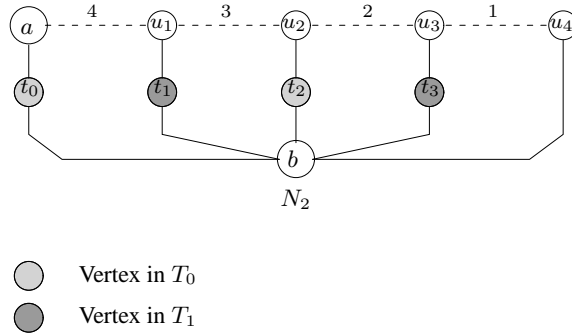 4 3 2 1
a u₁ u₂ u₃ u₄
t₀ t₁ t₂ t₃
b
N₂
Vertex in T₀
Vertex in T₁